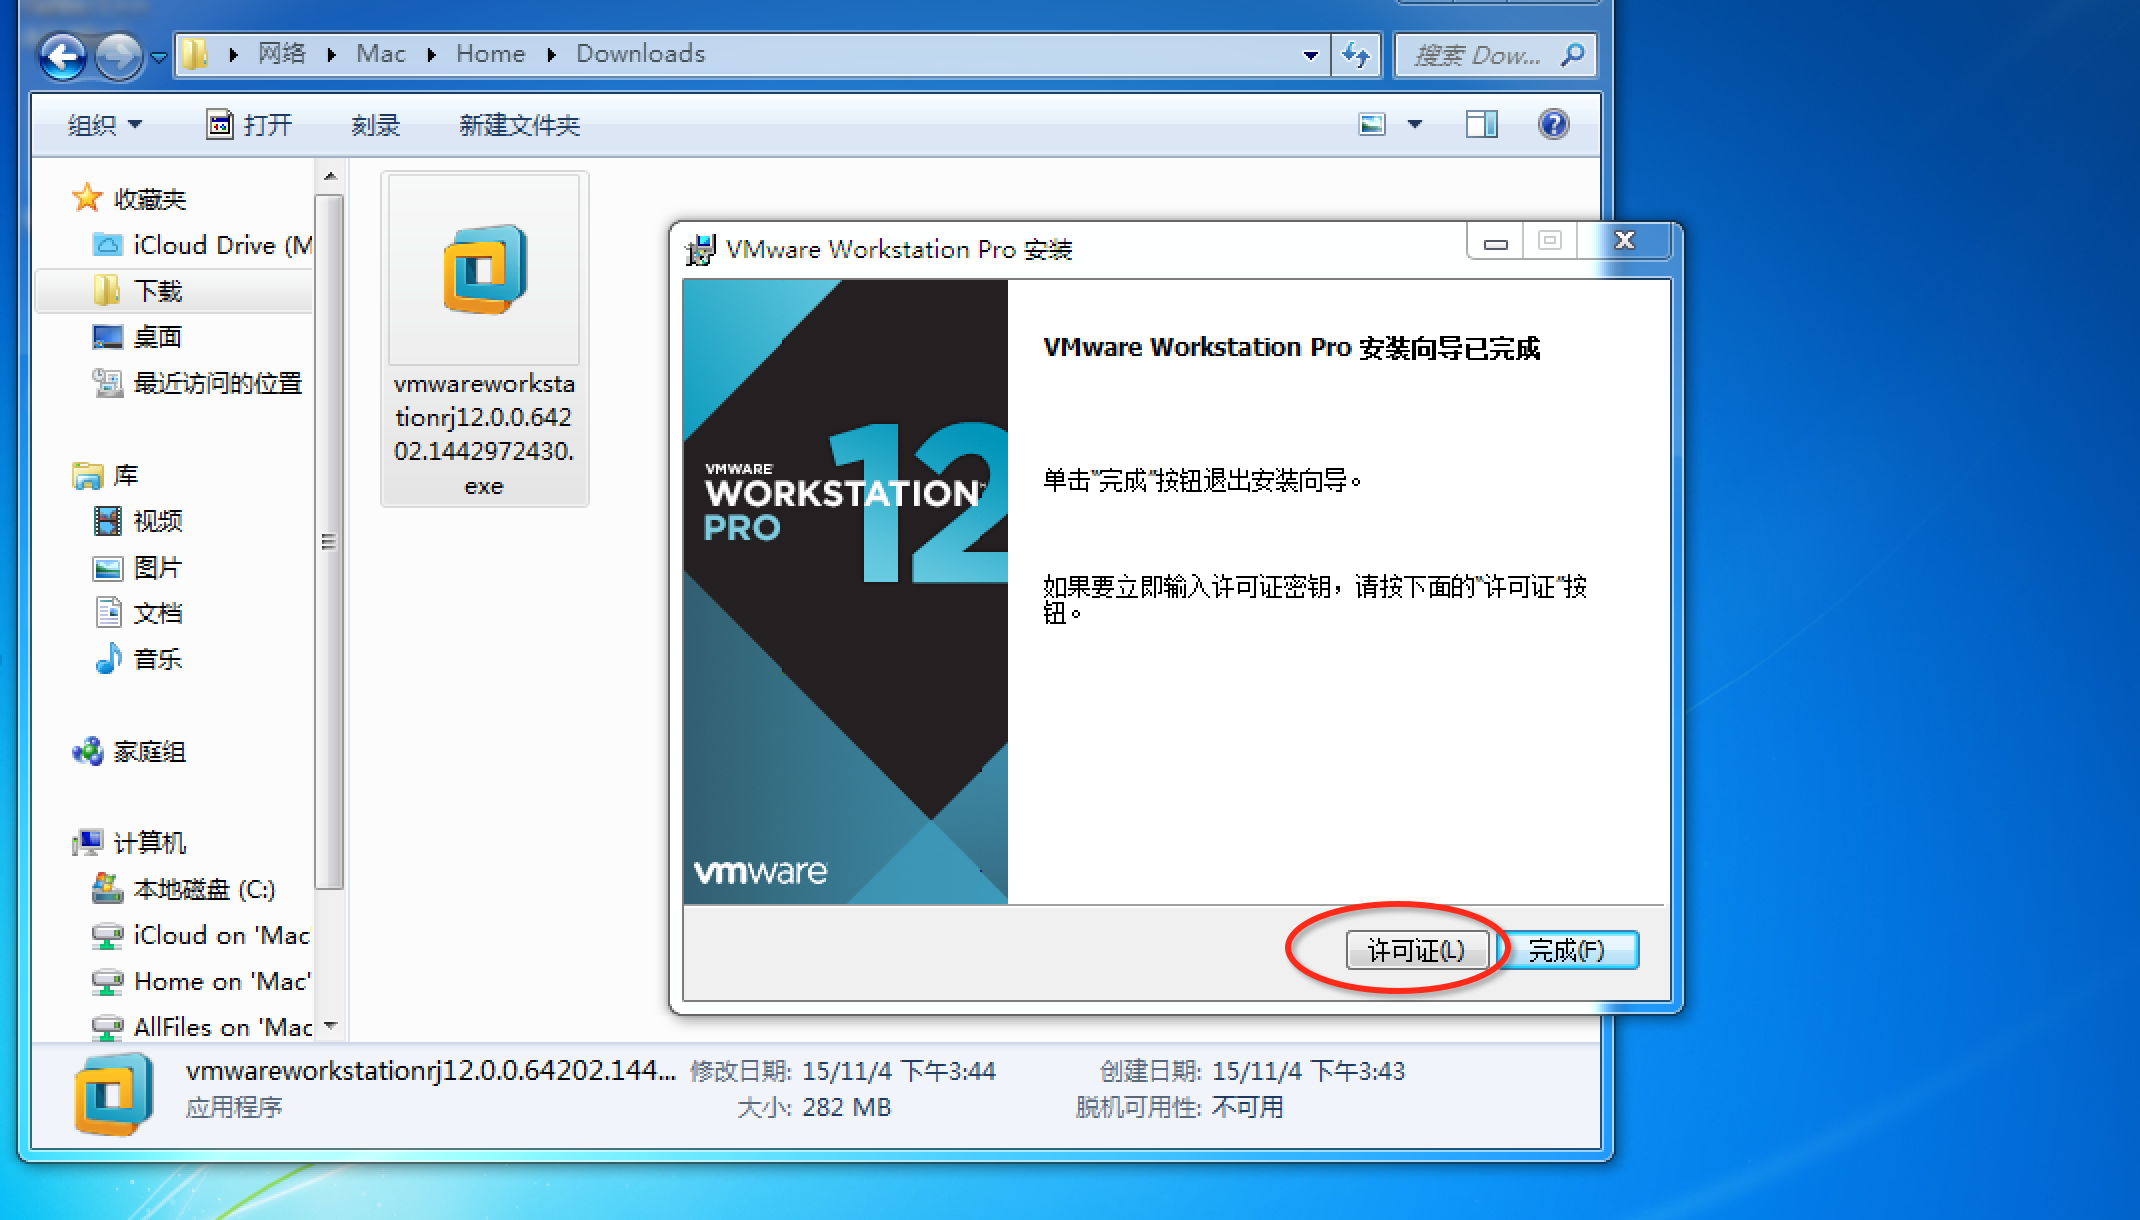 网络 Mac Home Downloads
搜索 Dow...
组织 打开 刻录 新建文件夹
收藏夹
iCloud Drive (M
下载
桌面
最近访问的位置
库
视频
图片
文档
音乐
家庭组
计算机
本地磁盘 (C:)
iCloud on 'Mac
Home on 'Mac'
AllFiles on 'Mac
vmwareworksta
tionrj12.0.0.642
02.1442972430.
exe
VMware Workstation Pro 安装
VMWARE
WORKSTATION™
PRO
12
vmware
VMware Workstation Pro 安装向导已完成
单击"完成"按钮退出安装向导。
如果要立即输入许可证密钥，请按下面的"许可证"按
钮。
许可证(L) 完成(F)
vmwareworkstationrj12.0.0.64202.144... 修改日期: 15/11/4 下午3:44 创建日期: 15/11/4 下午3:43
应用程序 大小: 282 MB 脱机可用性: 不可用